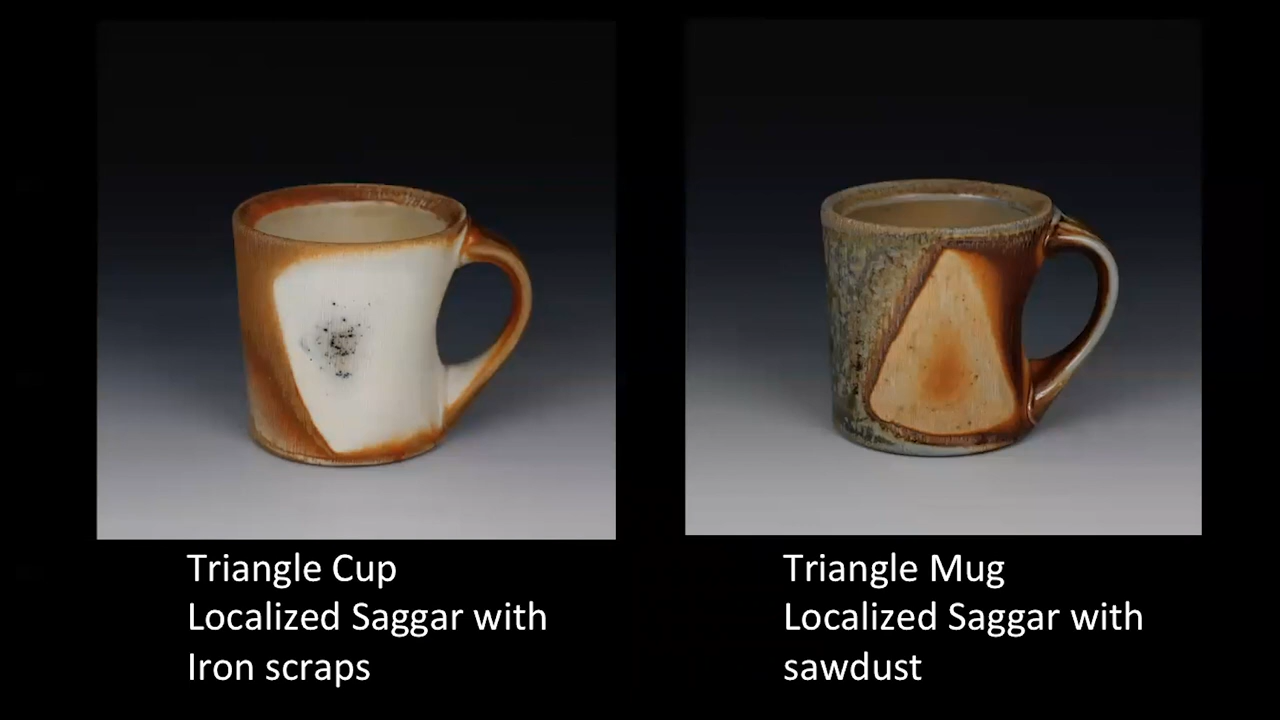 Triangle Cup
Localized Saggar with
Iron scraps
Triangle Mug
Localized Saggar with
sawdust